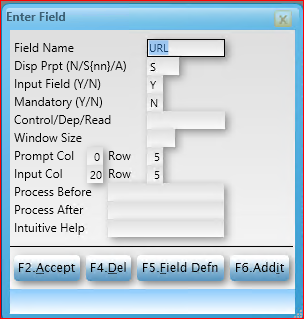 Enter Field
Field Name URL
Disp Prpt (N/S{nn}/A) S
Input Field (Y/N) Y
Mandatory (Y/N) N
Control/Dep/Read
Window Size
Prompt Col 0 Row 5
Input Col 20 Row 5
Process Before
Process After
Intuitive Help
F2.Accept F4.Del F5.Field Defn F6.Addit